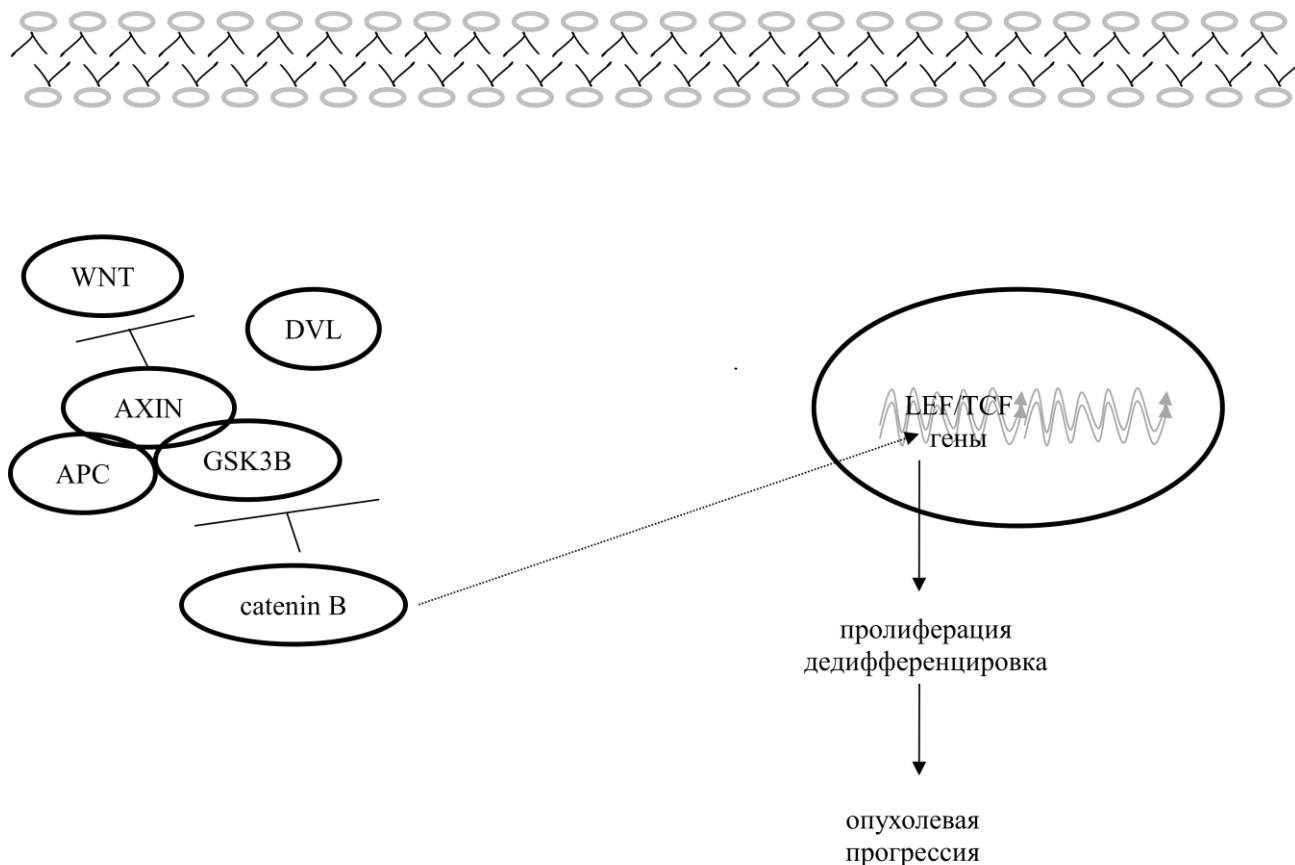 WNT
DVL
AXIN
APC
GSK3B
catenin B
LEF/TCF
гены
пролиферация
дедифференцировка
опухолевая
прогрессия